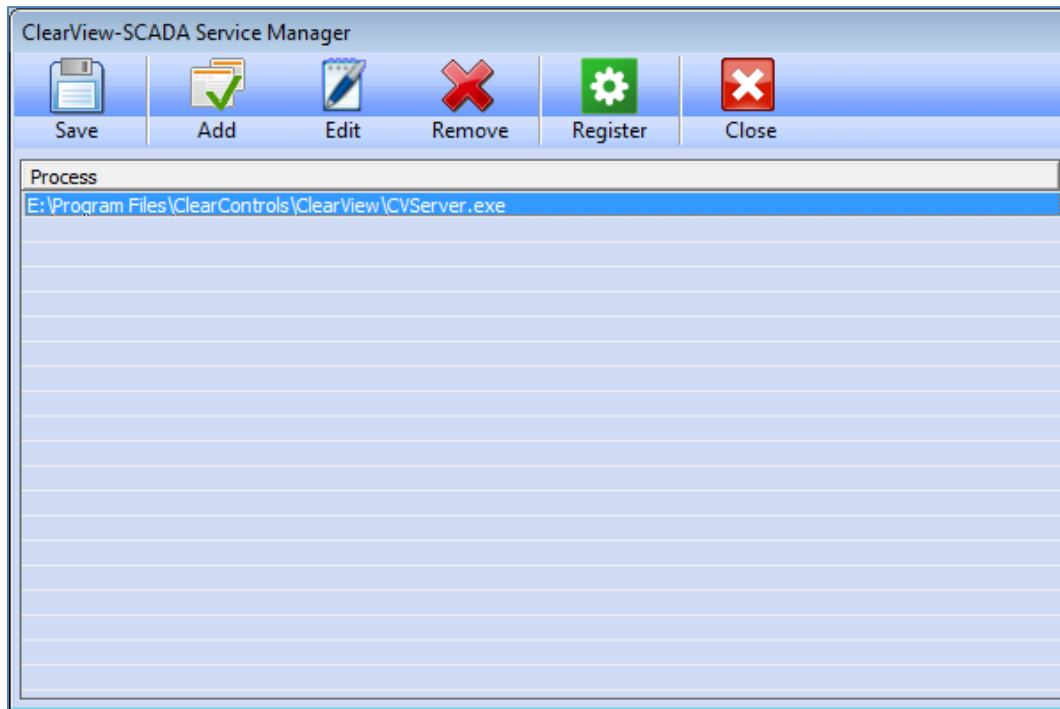 ClearView-SCADA Service Manager
Save Add Edit Remove Register Close
Process
E:\Program Files\ClearControls\ClearView\CVServer.exe